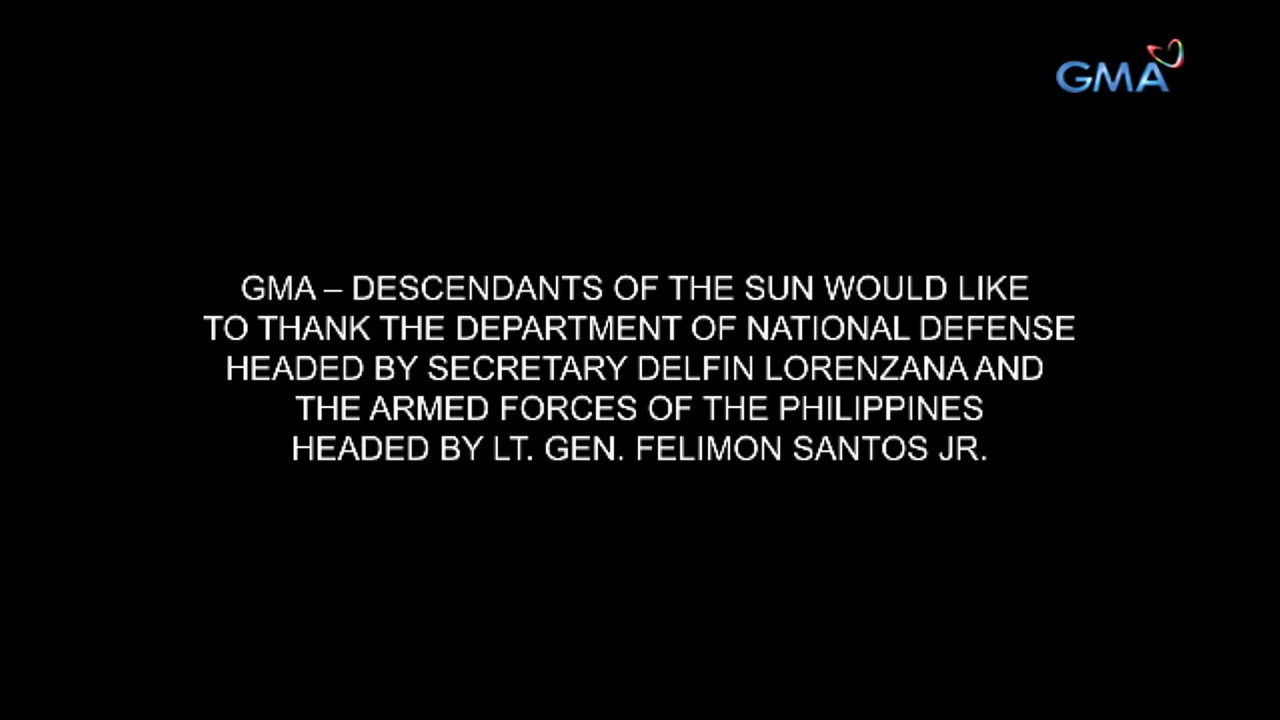 GMA
GMA – DESCENDANTS OF THE SUN WOULD LIKE
TO THANK THE DEPARTMENT OF NATIONAL DEFENSE
HEADED BY SECRETARY DELFIN LORENZANA AND
THE ARMED FORCES OF THE PHILIPPINES
HEADED BY LT. GEN. FELIMON SANTOS JR.